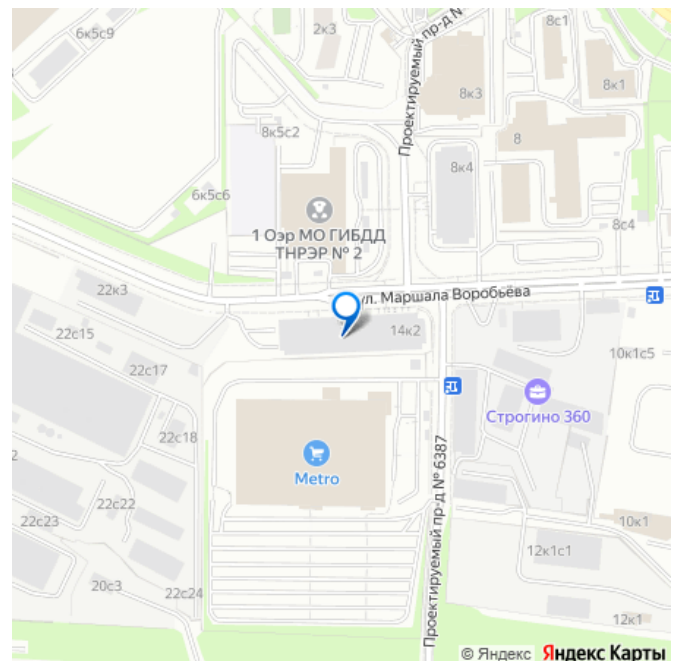 6к5с9
2к3
Проектируемый пр-д №
8с1
8к3
8к1
8к5с2
8
8к4
6к5с6
1 Оэр МО ГИБДД
ТНРЭР № 2
8с4
22к3
ул. Маршала Воробьёва
22с15
14к2
10к1с5
22с17
Строгино 360
22с18
Metro
2
Проектируемый пр-д № 6387
22с22
22с23
10к1
12к1с1
20с3
22с24
12к1
© Яндекс Яндекс Карты